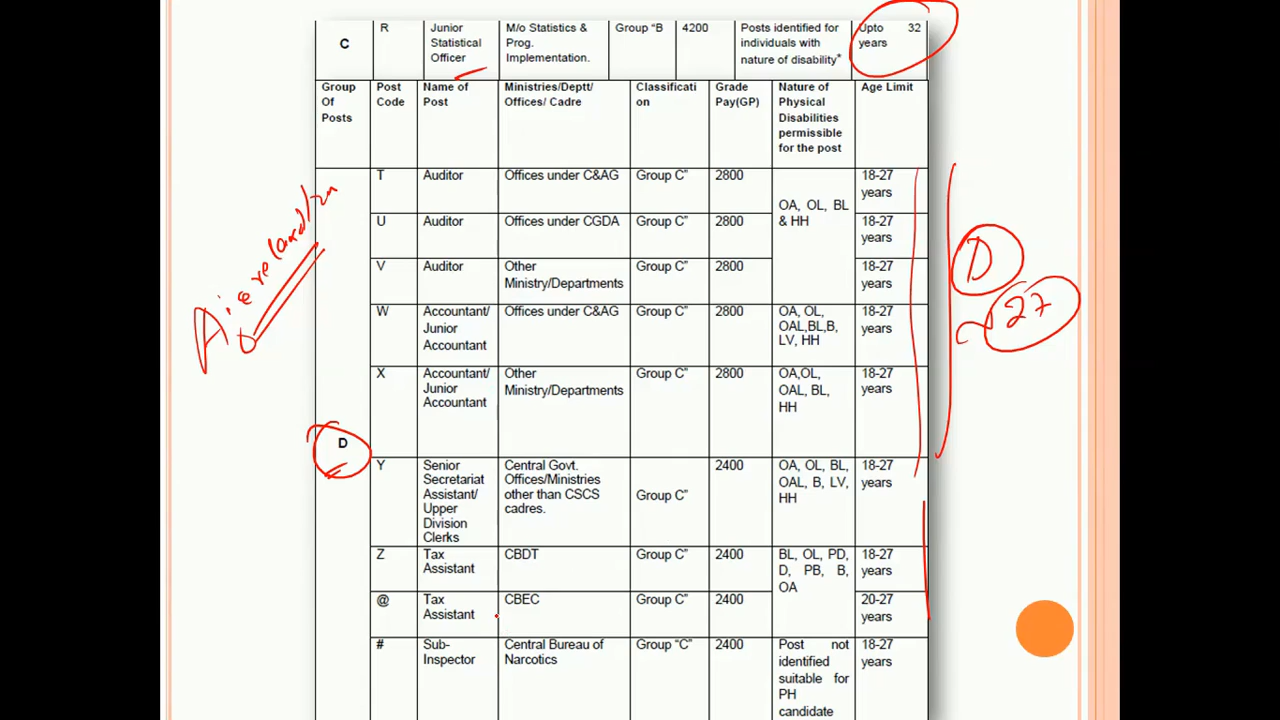 C R Junior Statistical Officer M/o Statistics & Prog. Implementation. Group “B 4200 Posts identified for individuals with nature of disability” Upto 32 years
Group Of Posts Post Code Name of Post Ministries/Deptt/ Offices/ Cadre Classificati on Grade Pay(GP) Nature of Physical Disabilities permissible for the post Age Limit
T Auditor Offices under C&AG Group C” 2800 OA, OL, BL & HH 18-27 years
U Auditor Offices under CGDA Group C” 2800 18-27 years
V Auditor Other Ministry/Departments Group C” 2800 18-27 years
W Accountant/ Junior Accountant Offices under C&AG Group C” 2800 OA, OL, OAL,BL,B, LV, HH 18-27 years
X Accountant/ Junior Accountant Other Ministry/Departments Group C” 2800 OA,OL, OAL, BL, HH 18-27 years
D
Y Senior Secretariat Assistant/ Upper Division Clerks Central Govt. Offices/Ministries other than CSCS cadres. Group C” 2400 OA, OL, BL, OAL, B, LV, HH 18-27 years
Z Tax Assistant CBDT Group C” 2400 BL, OL, PD, D, PB, B, OA 18-27 years
@ Tax Assistant CBEC Group C” 2400 20-27 years
# Sub-Inspector Central Bureau of Narcotics Group “C” 2400 Post not identified suitable for PH candidate 18-27 years
D
27